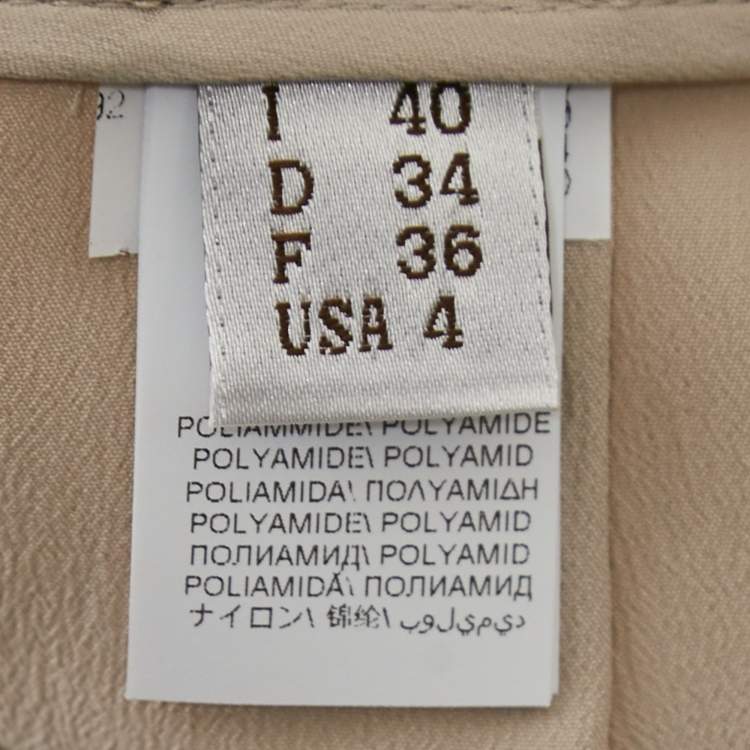 92
I 40
D 34
F 36
USA 4
POLIAMMIDE\ POLYAMIDE
POLYAMIDE\ POLYAMID
POLIAMIDA\ ΠΟΛΥΑΜΙΔΗ
POLYAMIDE\ POLYAMID
ПОЛИАМИД\ POLYAMID
POLIAMIDĂ\ ПОЛИАМИД
ナイロン\ 锦纶\ بوليميد